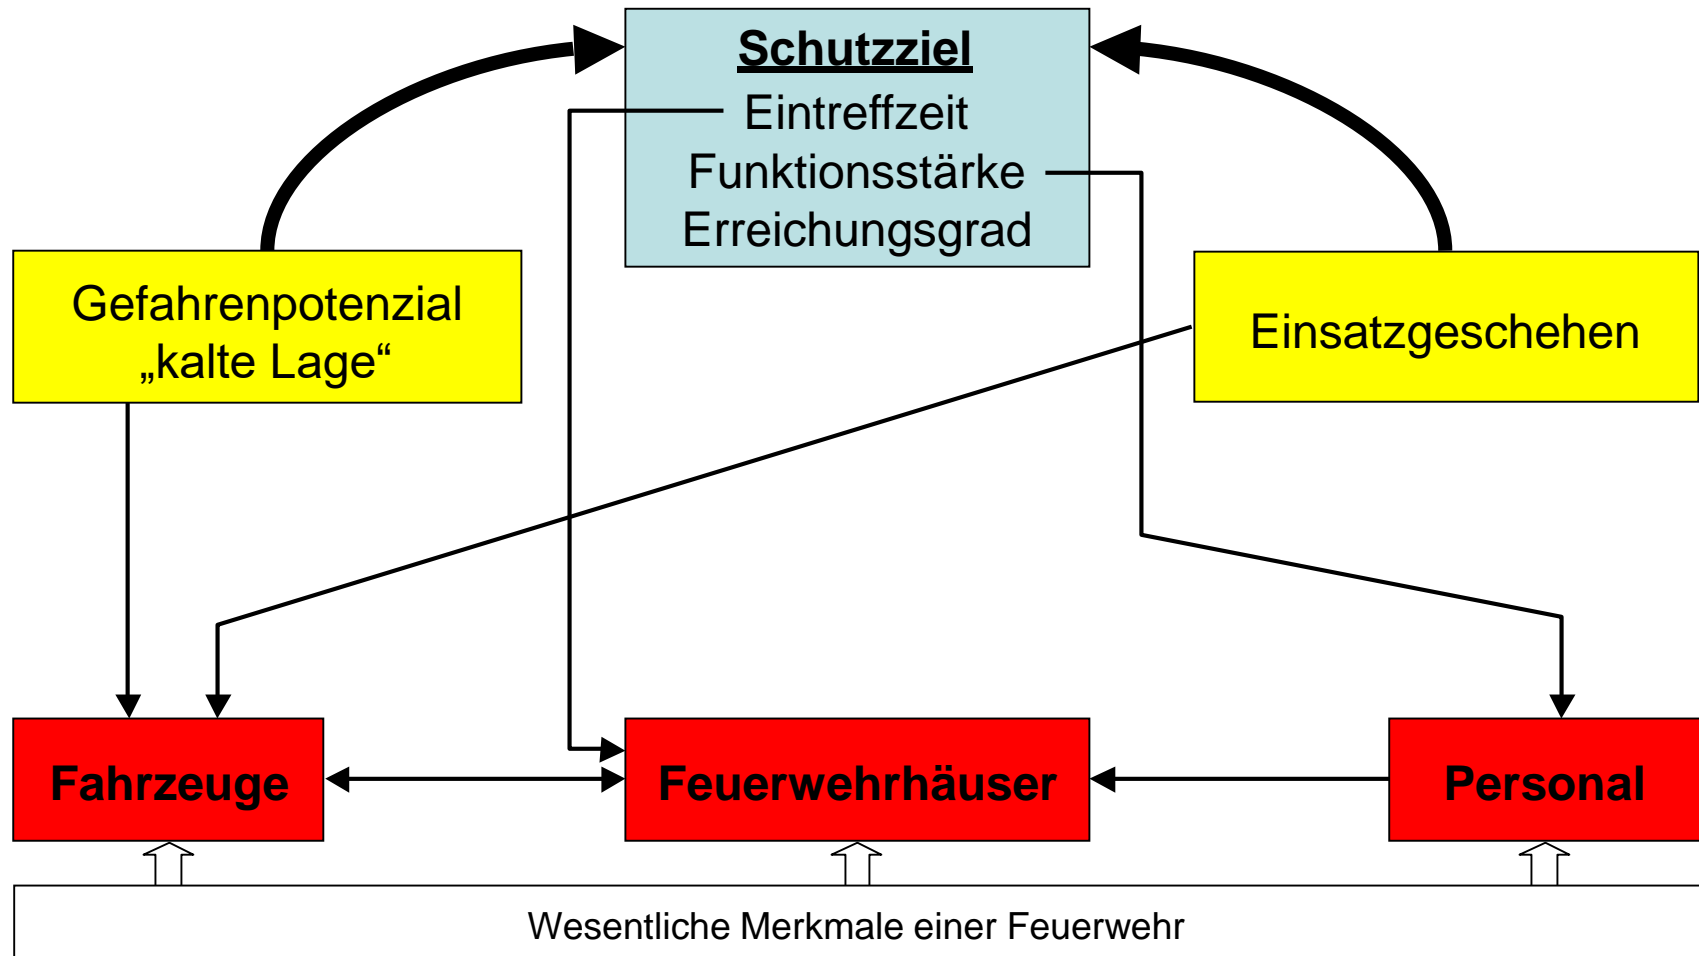 Schutzziel
Eintreffzeit
Funktionsstärke
Erreichungsgrad
Gefahrenpotenzial
„kalte Lage“
Einsatzgeschehen
Fahrzeuge
Feuerwehrhäuser
Personal
Wesentliche Merkmale einer Feuerwehr